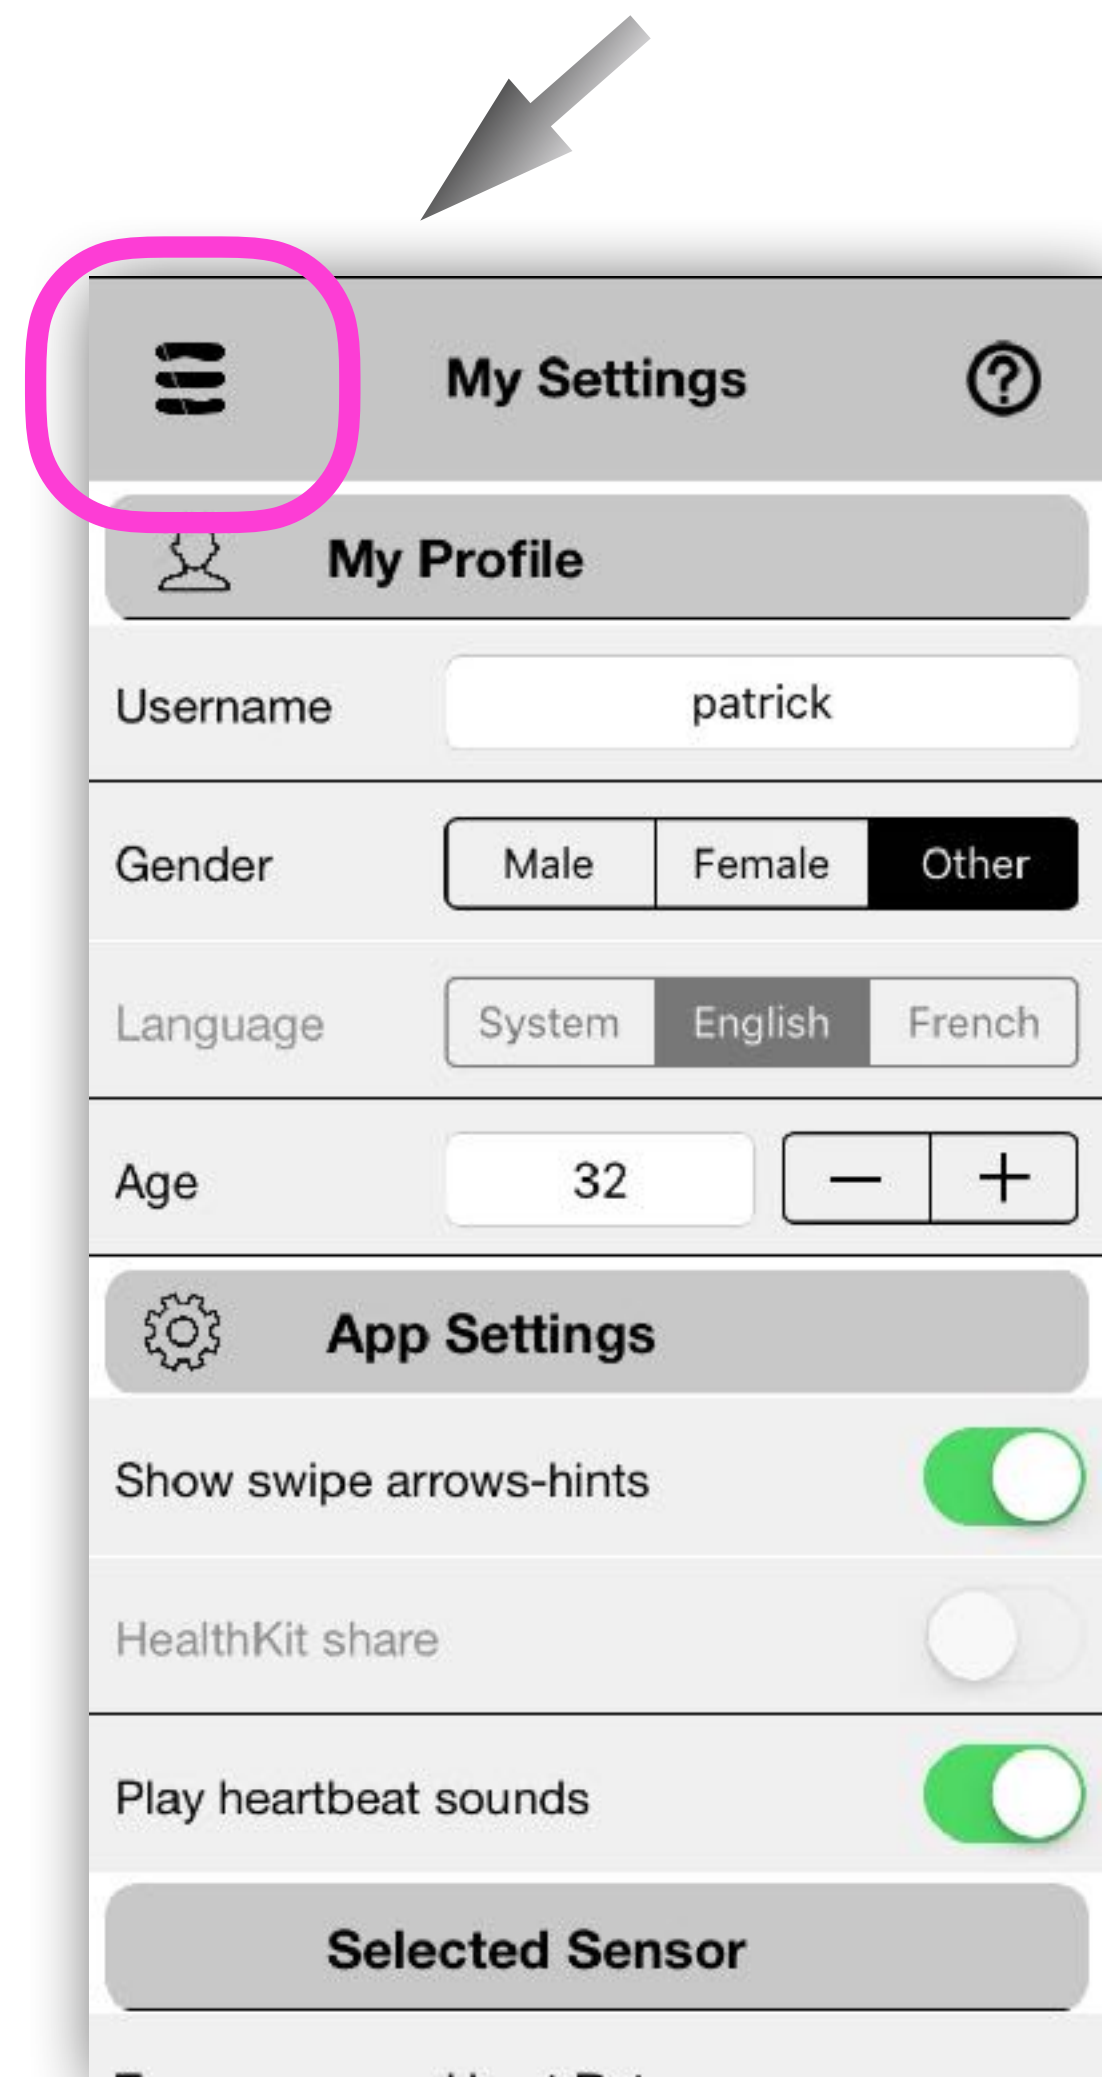 My Settings
My Profile
Username patrick
Gender Male Female Other
Language System English French
Age 32
App Settings
Show swipe arrows-hints
HealthKit share
Play heartbeat sounds
Selected Sensor